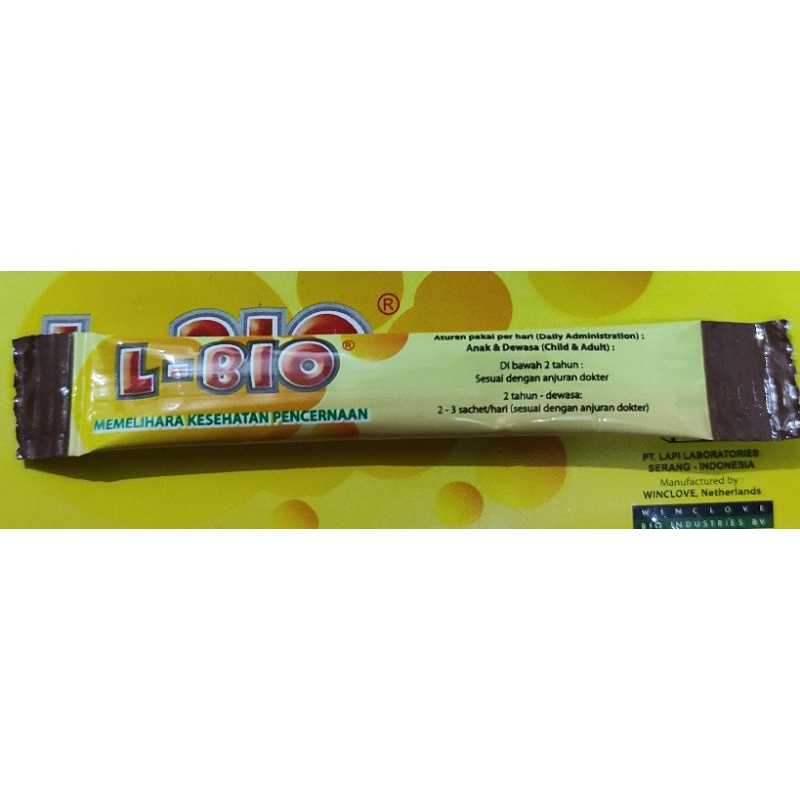 L-BIO®
L-BIO®
MEMELIHARA KESEHATAN PENCERNAAN
Aturan pakai per hari (Daily Administration) :
Anak & Dewasa (Child & Adult) :
Di bawah 2 tahun :
Sesuai dengan anjuran dokter
2 tahun - dewasa:
2 - 3 sachet/hari (sesuai dengan anjuran dokter)
PT. LAPI LABORATORIES
SERANG - INDONESIA
Manufactured by :
WINCLOVE, Netherlands
WINCLOVE
BIO INDUSTRIES BV